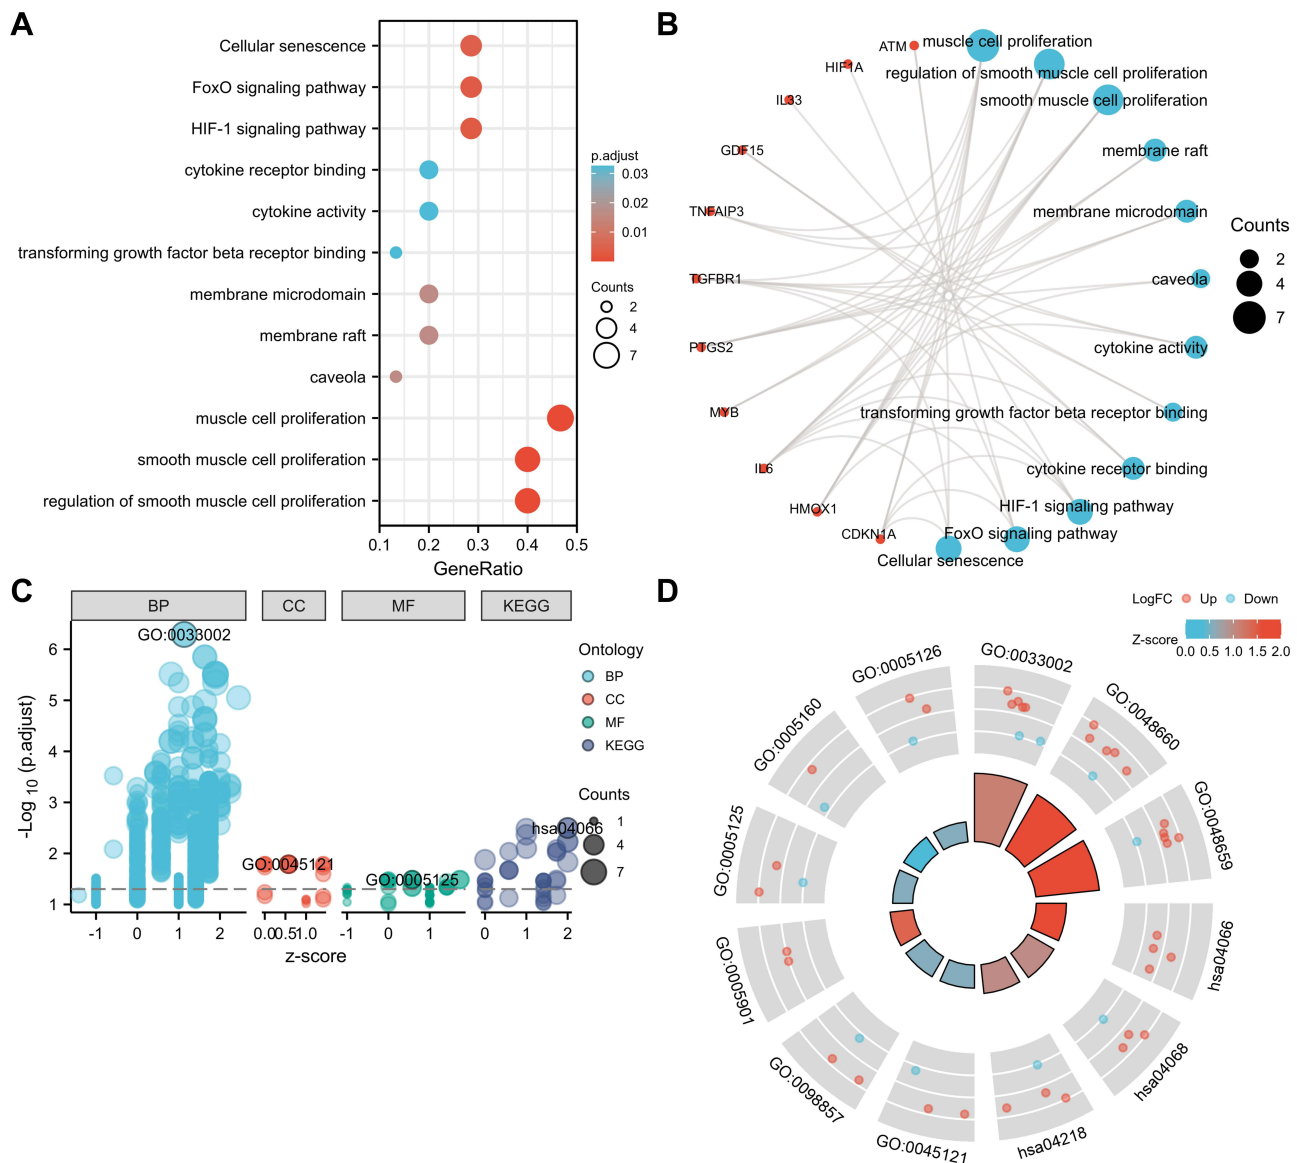 A
Cellular senescence
FoxO signaling pathway
HIF-1 signaling pathway
cytokine receptor binding
cytokine activity
transforming growth factor beta receptor binding
membrane microdomain
membrane raft
caveola
muscle cell proliferation
smooth muscle cell proliferation
regulation of smooth muscle cell proliferation
0.1 0.2 0.3 0.4 0.5
GeneRatio
p.adjust
0.03
0.02
0.01
Counts
2
4
7
B
ATM
HIF1A
IL33
GDF15
TNFAIP3
TGFBR1
PTGS2
MYB
IL6
HMOX1
CDKN1A
muscle cell proliferation
regulation of smooth muscle cell proliferation
smooth muscle cell proliferation
membrane raft
membrane microdomain
caveola
cytokine activity
transforming growth factor beta receptor binding
cytokine receptor binding
HIF-1 signaling pathway
FoxO signaling pathway
Cellular senescence
Counts
2
4
7
C
BP CC MF KEGG
GO:0033002
GO:0045121
GO:0005125
hsa04066
-Log 10 (p.adjust)
6
5
4
3
2
1
-1 0 1 2 0.0 0.5 1.0 -1 0 1 0 1 2
z-score
Ontology
BP
CC
MF
KEGG
Counts
1
4
7
D
LogFC Up Down
Z-score
0.0 0.5 1.0 1.5 2.0
GO:0033002
GO:0048660
GO:0048659
hsa04066
hsa04068
hsa04218
GO:0045121
GO:0098857
GO:0005901
GO:0005125
GO:0005160
GO:0005126